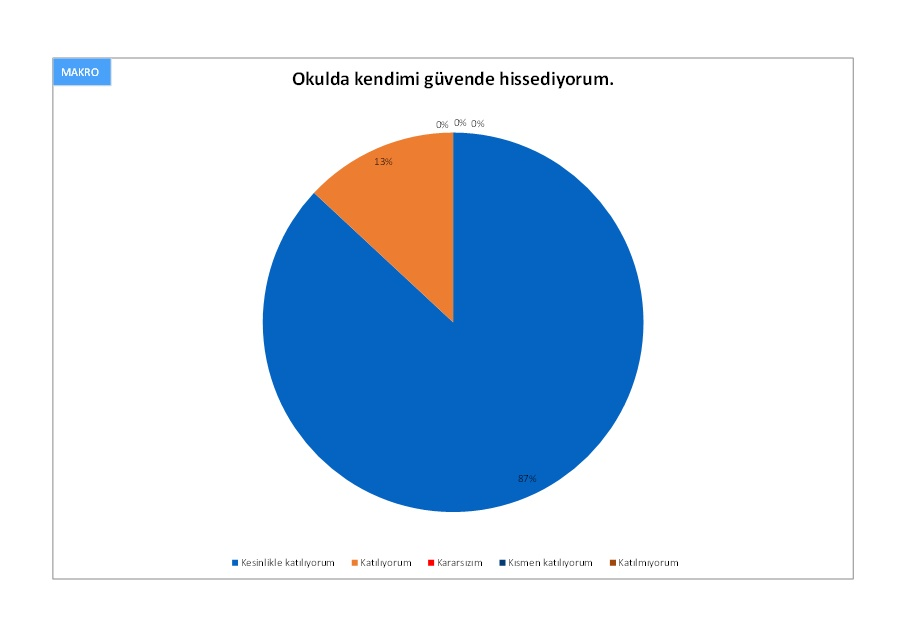 MAKRO
Okulda kendimi güvende hissediyorum.
0% 0% 0%
13%
87%
Kesinlikle katılıyorum Katılıyorum Kararsızım Kısmen katılıyorum Katılmıyorum